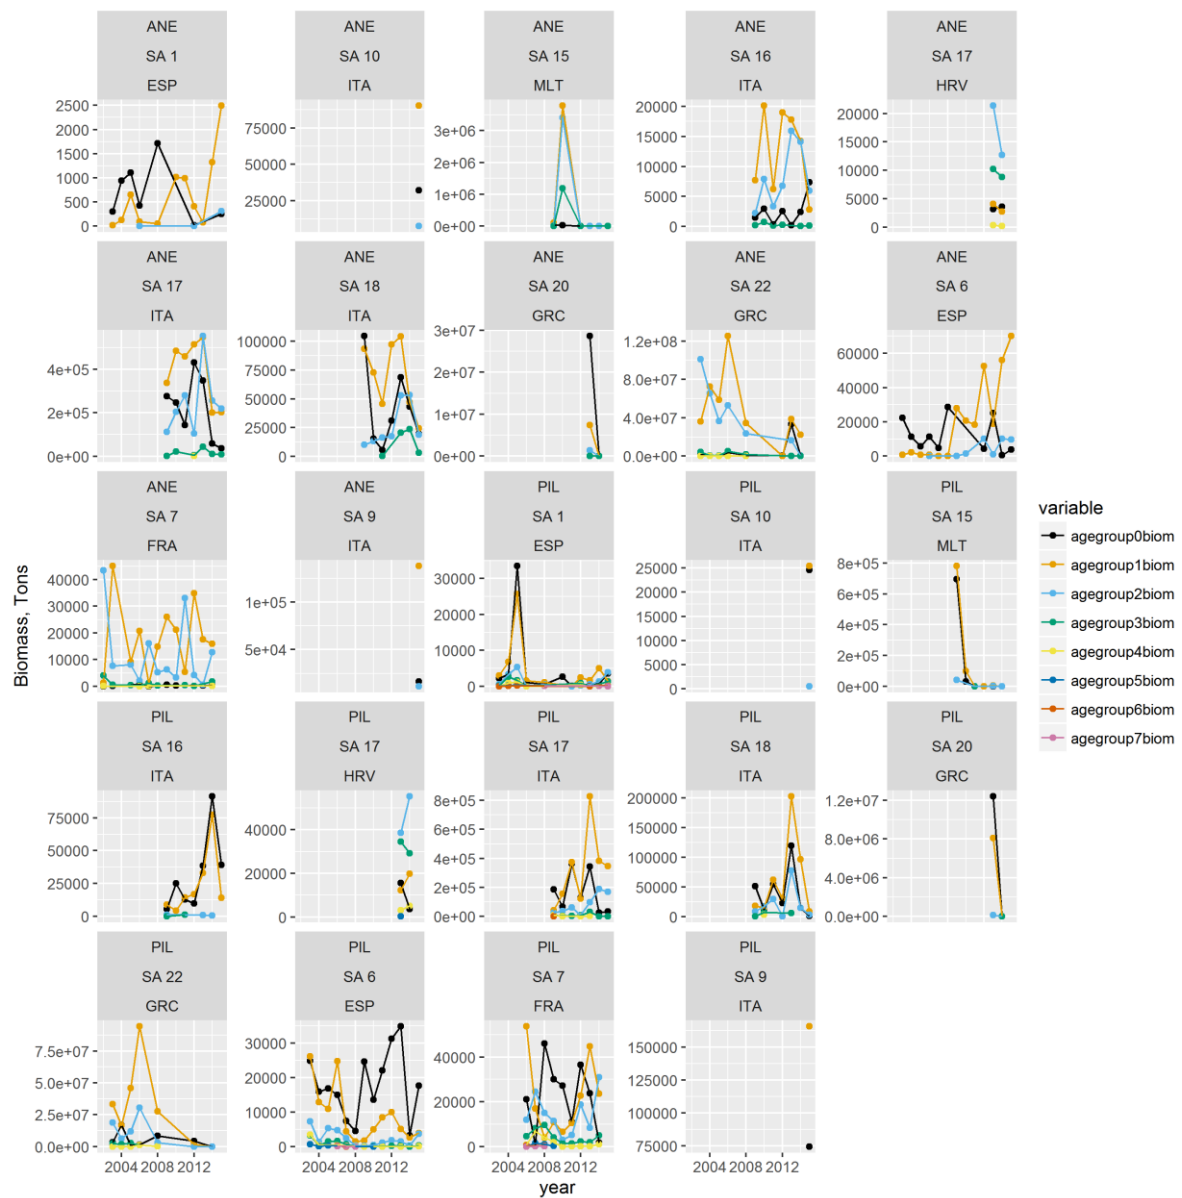 ANE ANE ANE ANE ANE
SA 1 SA 10 SA 15 SA 16 SA 17
ESP ITA MLT ITA HRV
2500
2000
1500
1000
500
0
75000
50000
25000
3e+06
2e+06
1e+06
0e+00
20000
15000
10000
5000
0
20000
15000
10000
5000
0
ANE ANE ANE ANE ANE
SA 17 SA 18 SA 20 SA 22 SA 6
ITA ITA GRC GRC ESP
4e+05
2e+05
0e+00
100000
75000
50000
25000
0
3e+07
2e+07
1e+07
0e+00
1.2e+08
8.0e+07
4.0e+07
0.0e+00
60000
40000
20000
0
ANE ANE PIL PIL PIL
SA 7 SA 9 SA 1 SA 10 SA 15
FRA ITA ESP ITA MLT
40000
30000
20000
10000
0
1e+05
5e+04
30000
20000
10000
0
25000
20000
15000
10000
5000
0
8e+05
6e+05
4e+05
2e+05
0e+00
PIL PIL PIL PIL PIL
SA 16 SA 17 SA 17 SA 18 SA 20
ITA HRV ITA ITA GRC
75000
50000
25000
0
40000
20000
0
8e+05
6e+05
4e+05
2e+05
0e+00
200000
150000
100000
50000
0
1.2e+07
8.0e+06
4.0e+06
0.0e+00
PIL PIL PIL PIL
SA 22 SA 6 SA 7 SA 9
GRC ESP FRA ITA
7.5e+07
5.0e+07
2.5e+07
0.0e+00
30000
20000
10000
0
40000
20000
0
150000
125000
100000
75000
2004 2008 2012 2004 2008 2012 2004 2008 2012 2004 2008 2012
year
Biomass, Tons
variable
agegroup0biom
agegroup1biom
agegroup2biom
agegroup3biom
agegroup4biom
agegroup5biom
agegroup6biom
agegroup7biom